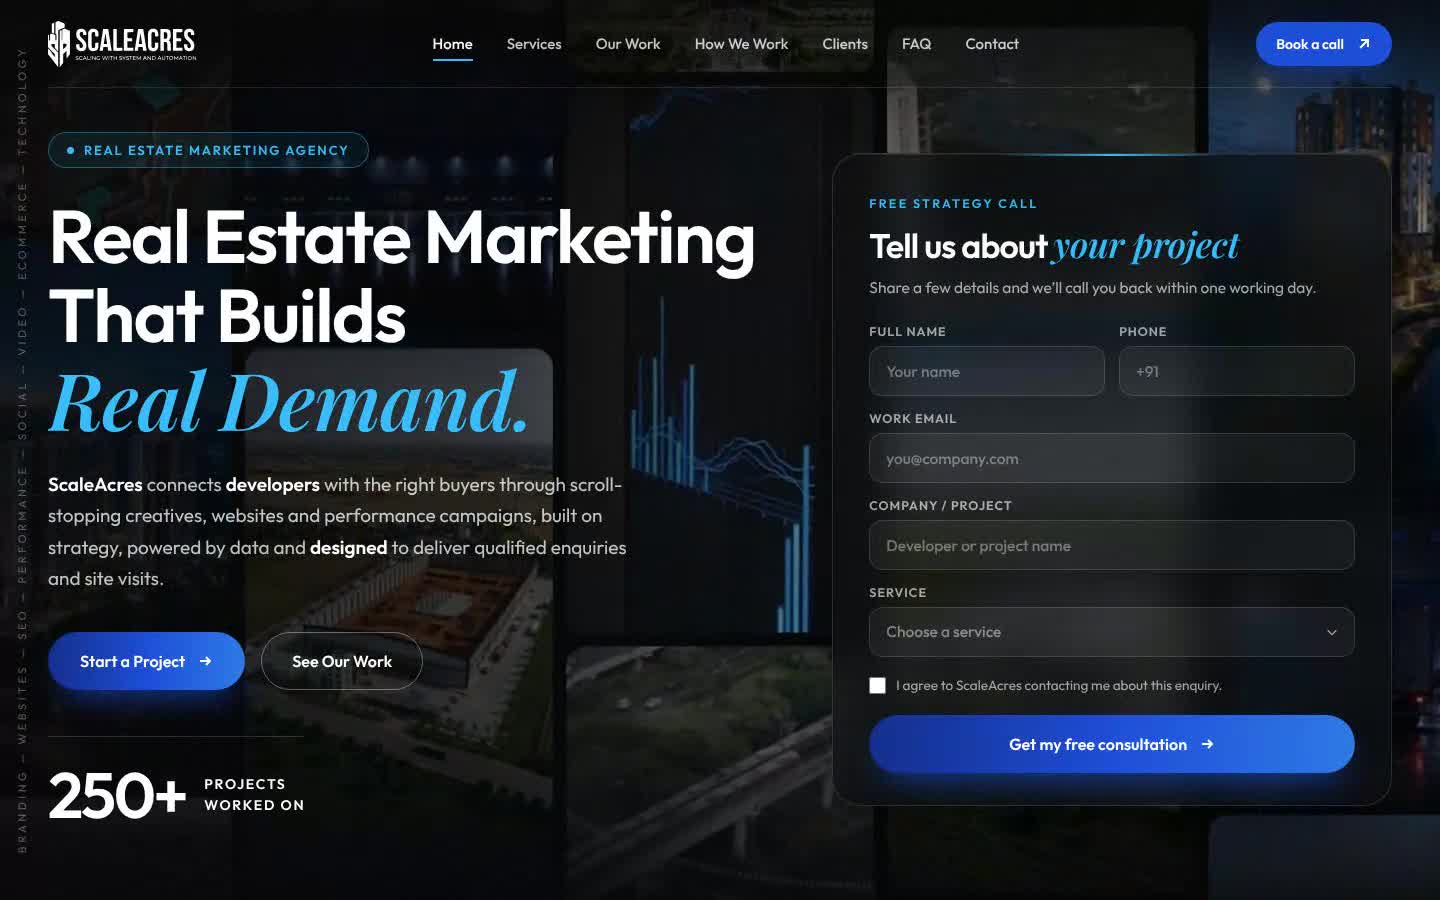 SCALEACRES
SCALING WITH SYSTEM AND AUTOMATION
Home
Services
Our Work
How We Work
Clients
FAQ
Contact
Book a call
BRANDING — WEBSITES — SEO — PERFORMANCE — SOCIAL — VIDEO — ECOMMERCE — TECHNOLOGY
REAL ESTATE MARKETING AGENCY
Real Estate Marketing
That Builds
Real Demand.
ScaleAcres connects developers with the right buyers through scroll-
stopping creatives, websites and performance campaigns, built on
strategy, powered by data and designed to deliver qualified enquiries
and site visits.
Start a Project
See Our Work
250+
PROJECTS
WORKED ON
FREE STRATEGY CALL
Tell us about your project
Share a few details and we'll call you back within one working day.
FULL NAME
PHONE
Your name
+91
WORK EMAIL
you@company.com
COMPANY / PROJECT
Developer or project name
SERVICE
Choose a service
I agree to ScaleAcres contacting me about this enquiry.
Get my free consultation